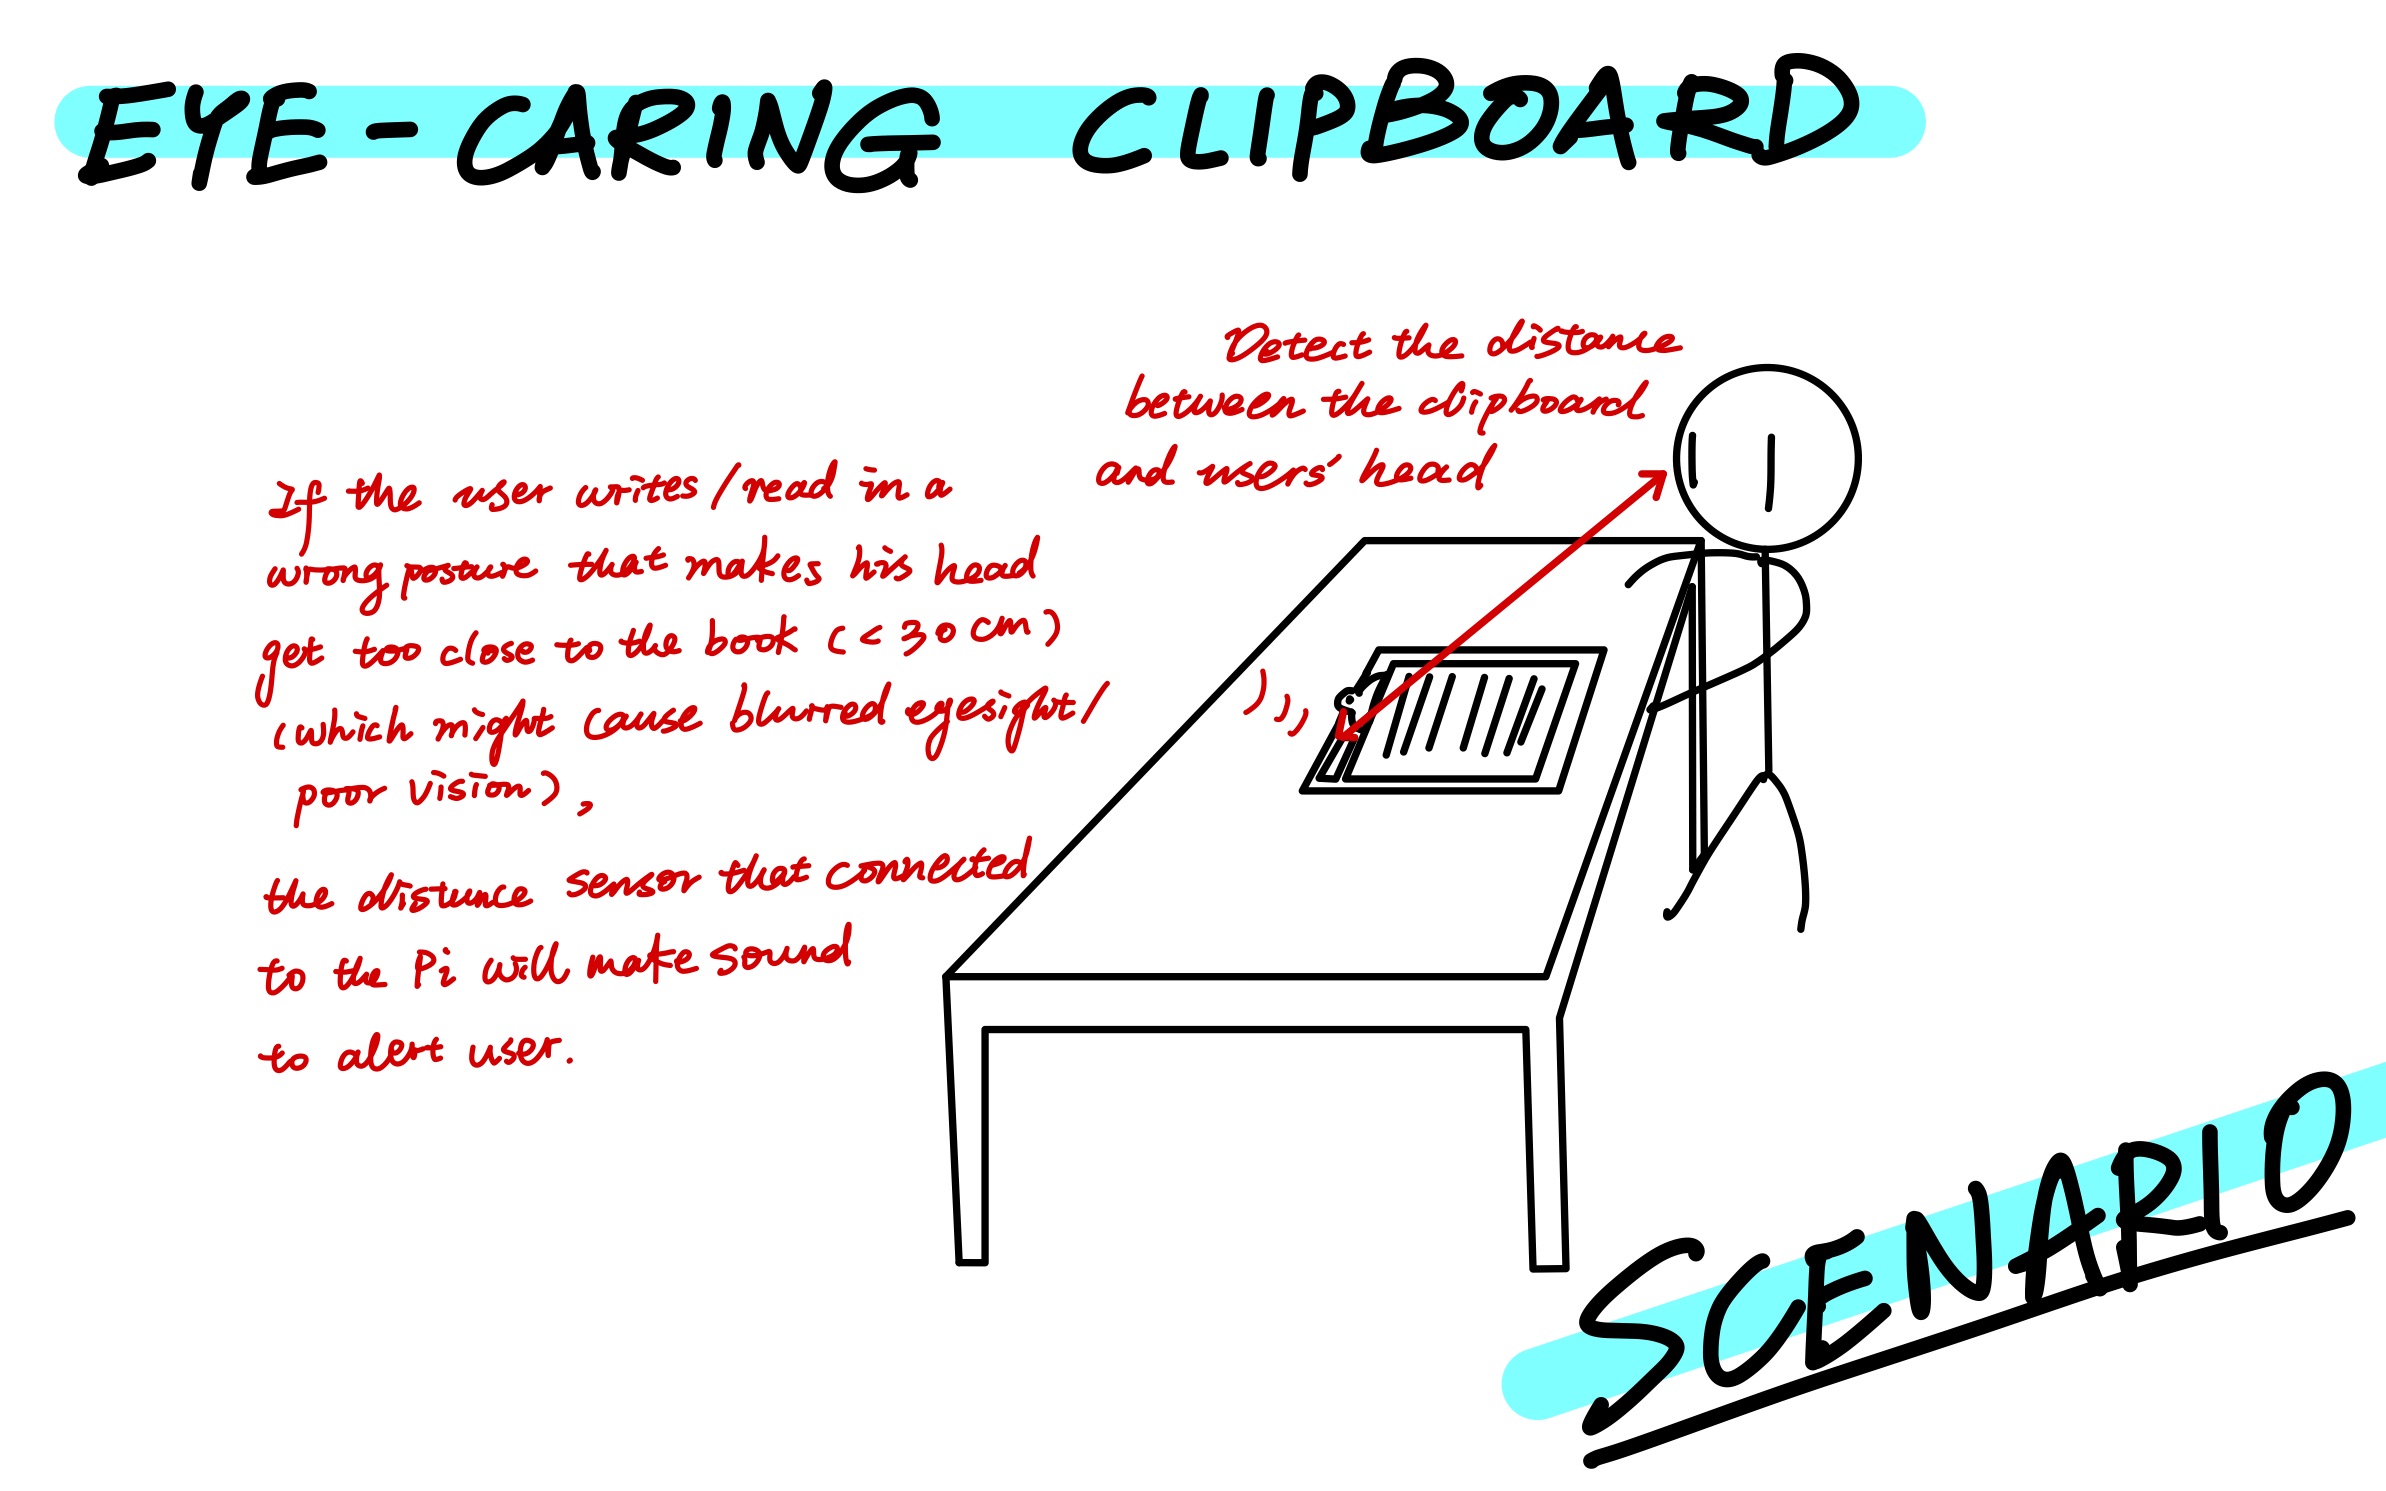 EYE-CARING CLIPBOARD
Detect the distance
between the clipboard
and users' head
If the user writes/read in a
wrong posture that makes his head
get too close to the book (<30 cm)
(which might cause blurred eyesight/
poor vision),
the distance sensor that connected
to the Pi will make sound
to alert user.
SCENARIO